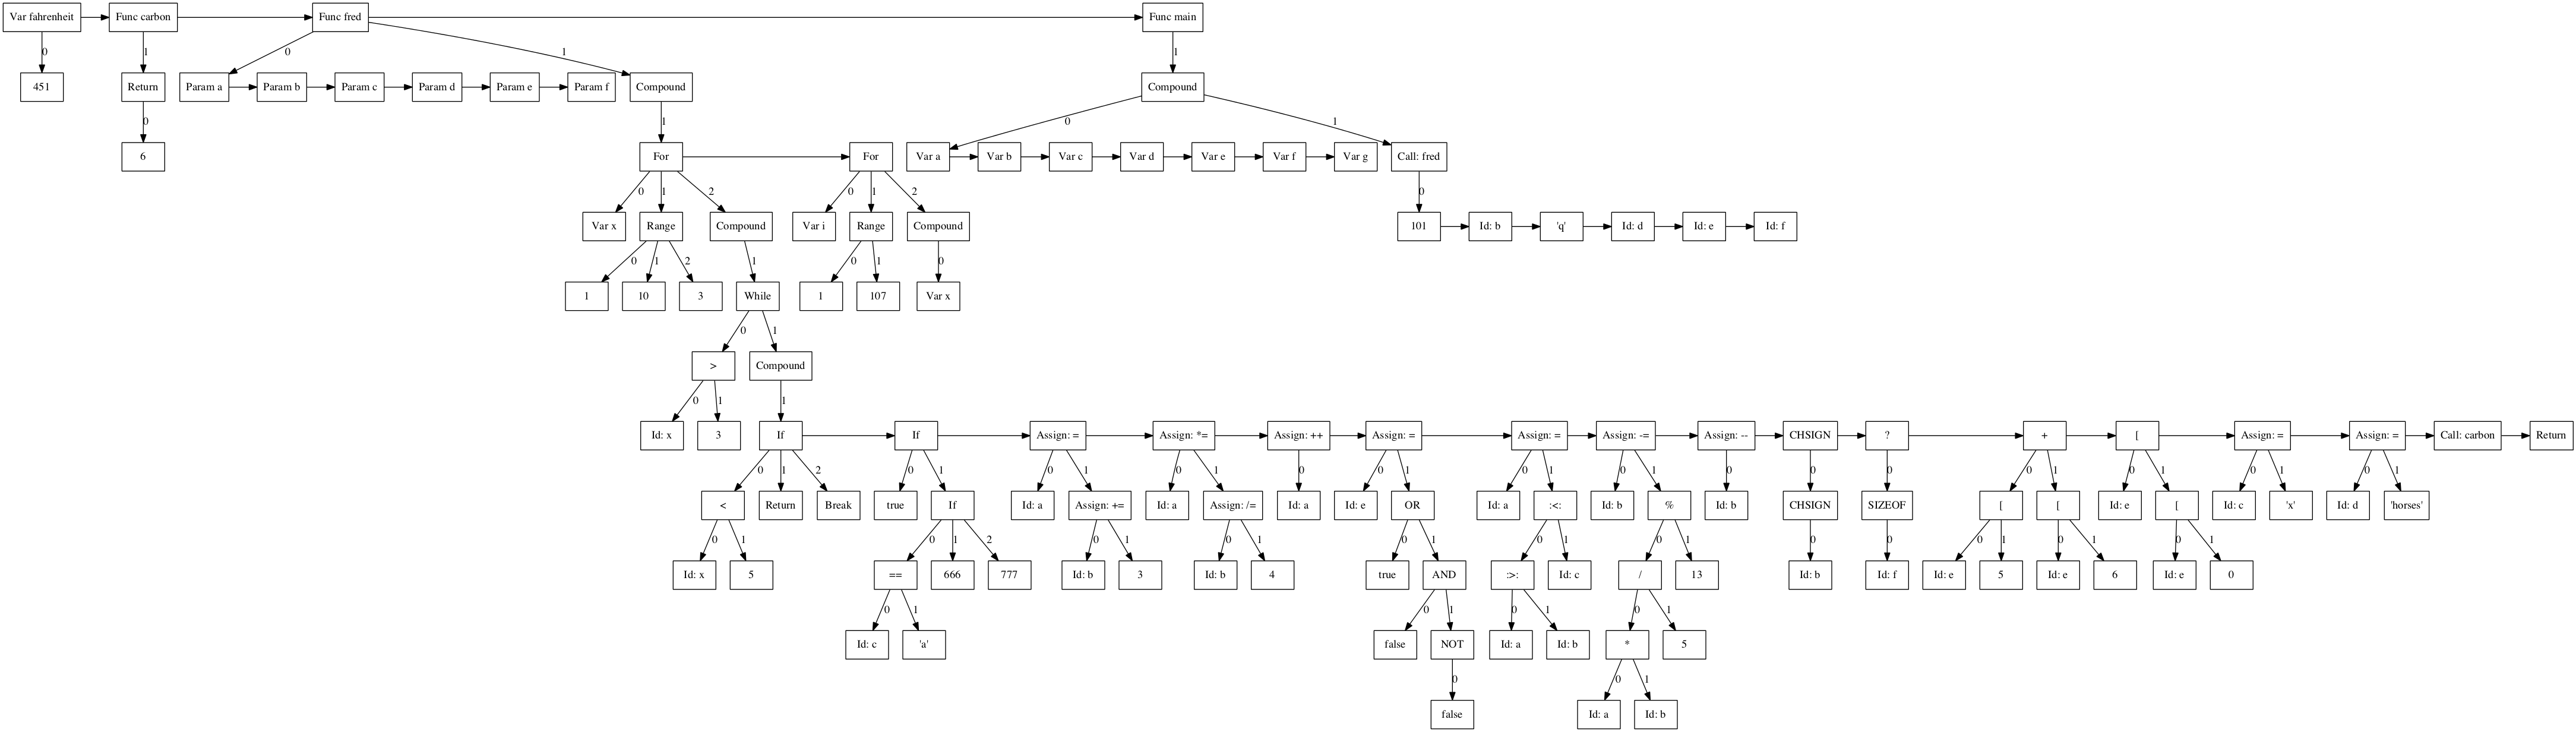 Var fahrenheit Func carbon Func fred Func main
0 1 0 1 1
451 Return Param a Param b Param c Param d Param e Param f Compound Compound
0 1 0 1
6 For For Var a Var b Var c Var d Var e Var f Var g Call: fred
0 1 2 0 1 2 0
Var x Range Compound Var i Range Compound 101 Id: b 'q' Id: d Id: e Id: f
0 1 2 1 0 1 0
1 10 3 While 1 107 Var x
0 1
> Compound
0 1 1
Id: x 3 If If Assign: = Assign: *= Assign: ++ Assign: = Assign: = Assign: -= Assign: -- CHSIGN ? + [ Assign: = Assign: = Call: carbon Return
0 1 2 0 1 0 1 0 1 0 0 1 0 1 0 1 0 0 0 0 1 0 1 0 1 0 1
< Return Break true If Id: a Assign: += Id: a Assign: /= Id: a Id: e OR Id: a :<: Id: b % Id: b CHSIGN SIZEOF [ [ Id: e [ Id: c 'x' Id: d 'horses'
0 1 0 1 2 0 1 0 1 0 1 0 1 0 1 0 0 0 1 0 1 0 1
Id: x 5 == 666 777 Id: b 3 Id: b 4 true AND :>: Id: c / 13 Id: b Id: f Id: e 5 Id: e 6 Id: e 0
0 1 0 1 0 1 0 1
Id: c 'a' false NOT Id: a Id: b * 5
0 0 1
false Id: a Id: b